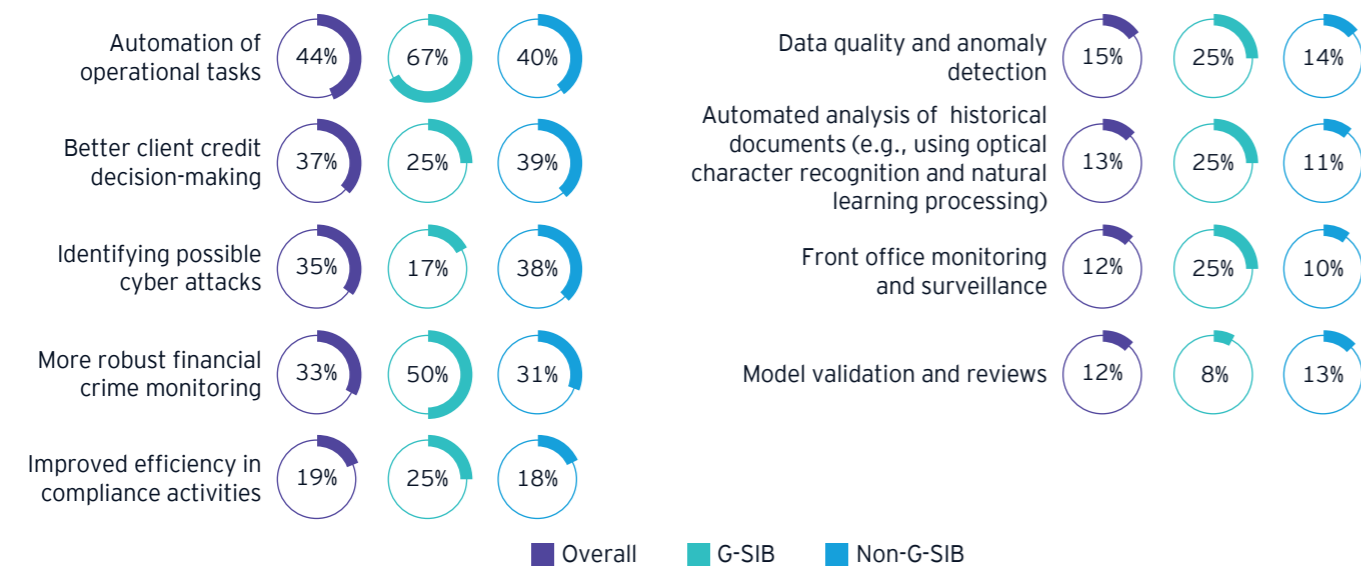 Automation of
operational tasks
44%
67%
40%
Better client credit
decision-making
37%
25%
39%
Identifying possible
cyber attacks
35%
17%
38%
More robust financial
crime monitoring
33%
50%
31%
Improved efficiency in
compliance activities
19%
25%
18%
Data quality and anomaly
detection
15%
25%
14%
Automated analysis of historical
documents (e.g., using optical
character recognition and natural
learning processing)
13%
25%
11%
Front office monitoring
and surveillance
12%
25%
10%
Model validation and reviews
12%
8%
13%
Overall
G-SIB
Non-G-SIB